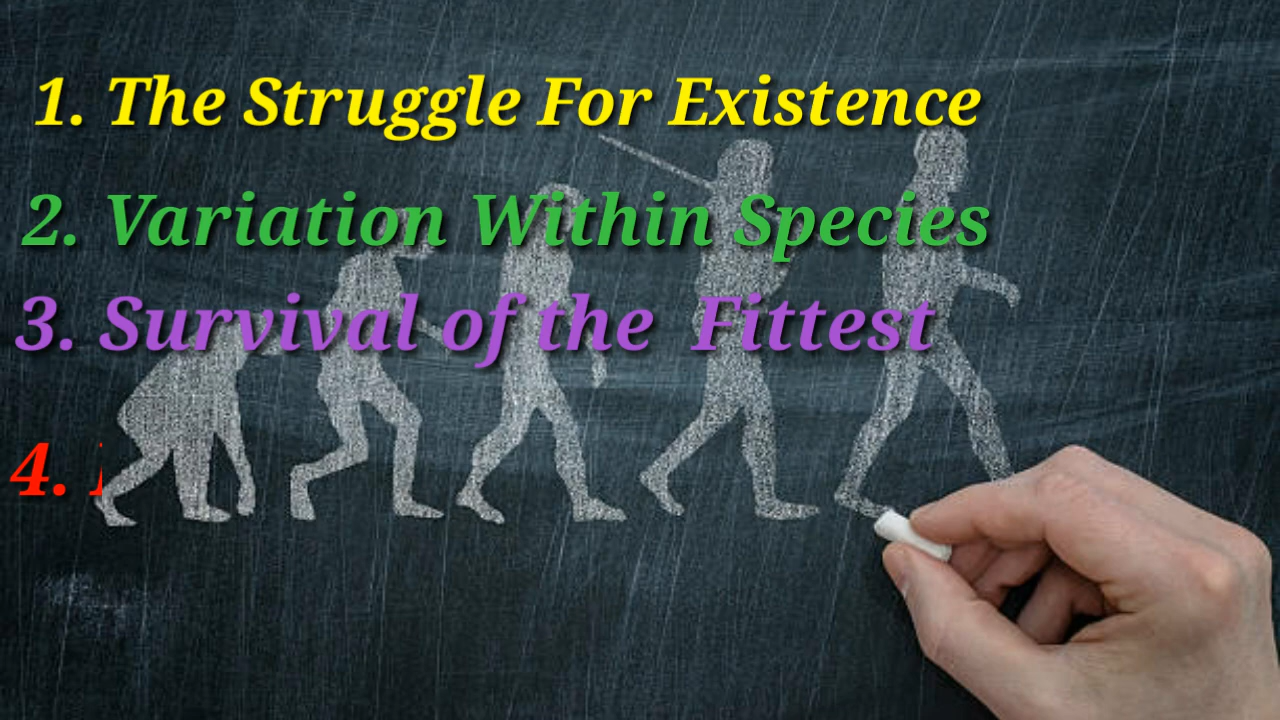 1. The Struggle For Existence
2. Variation Within Species
3. Survival of the Fittest
4.